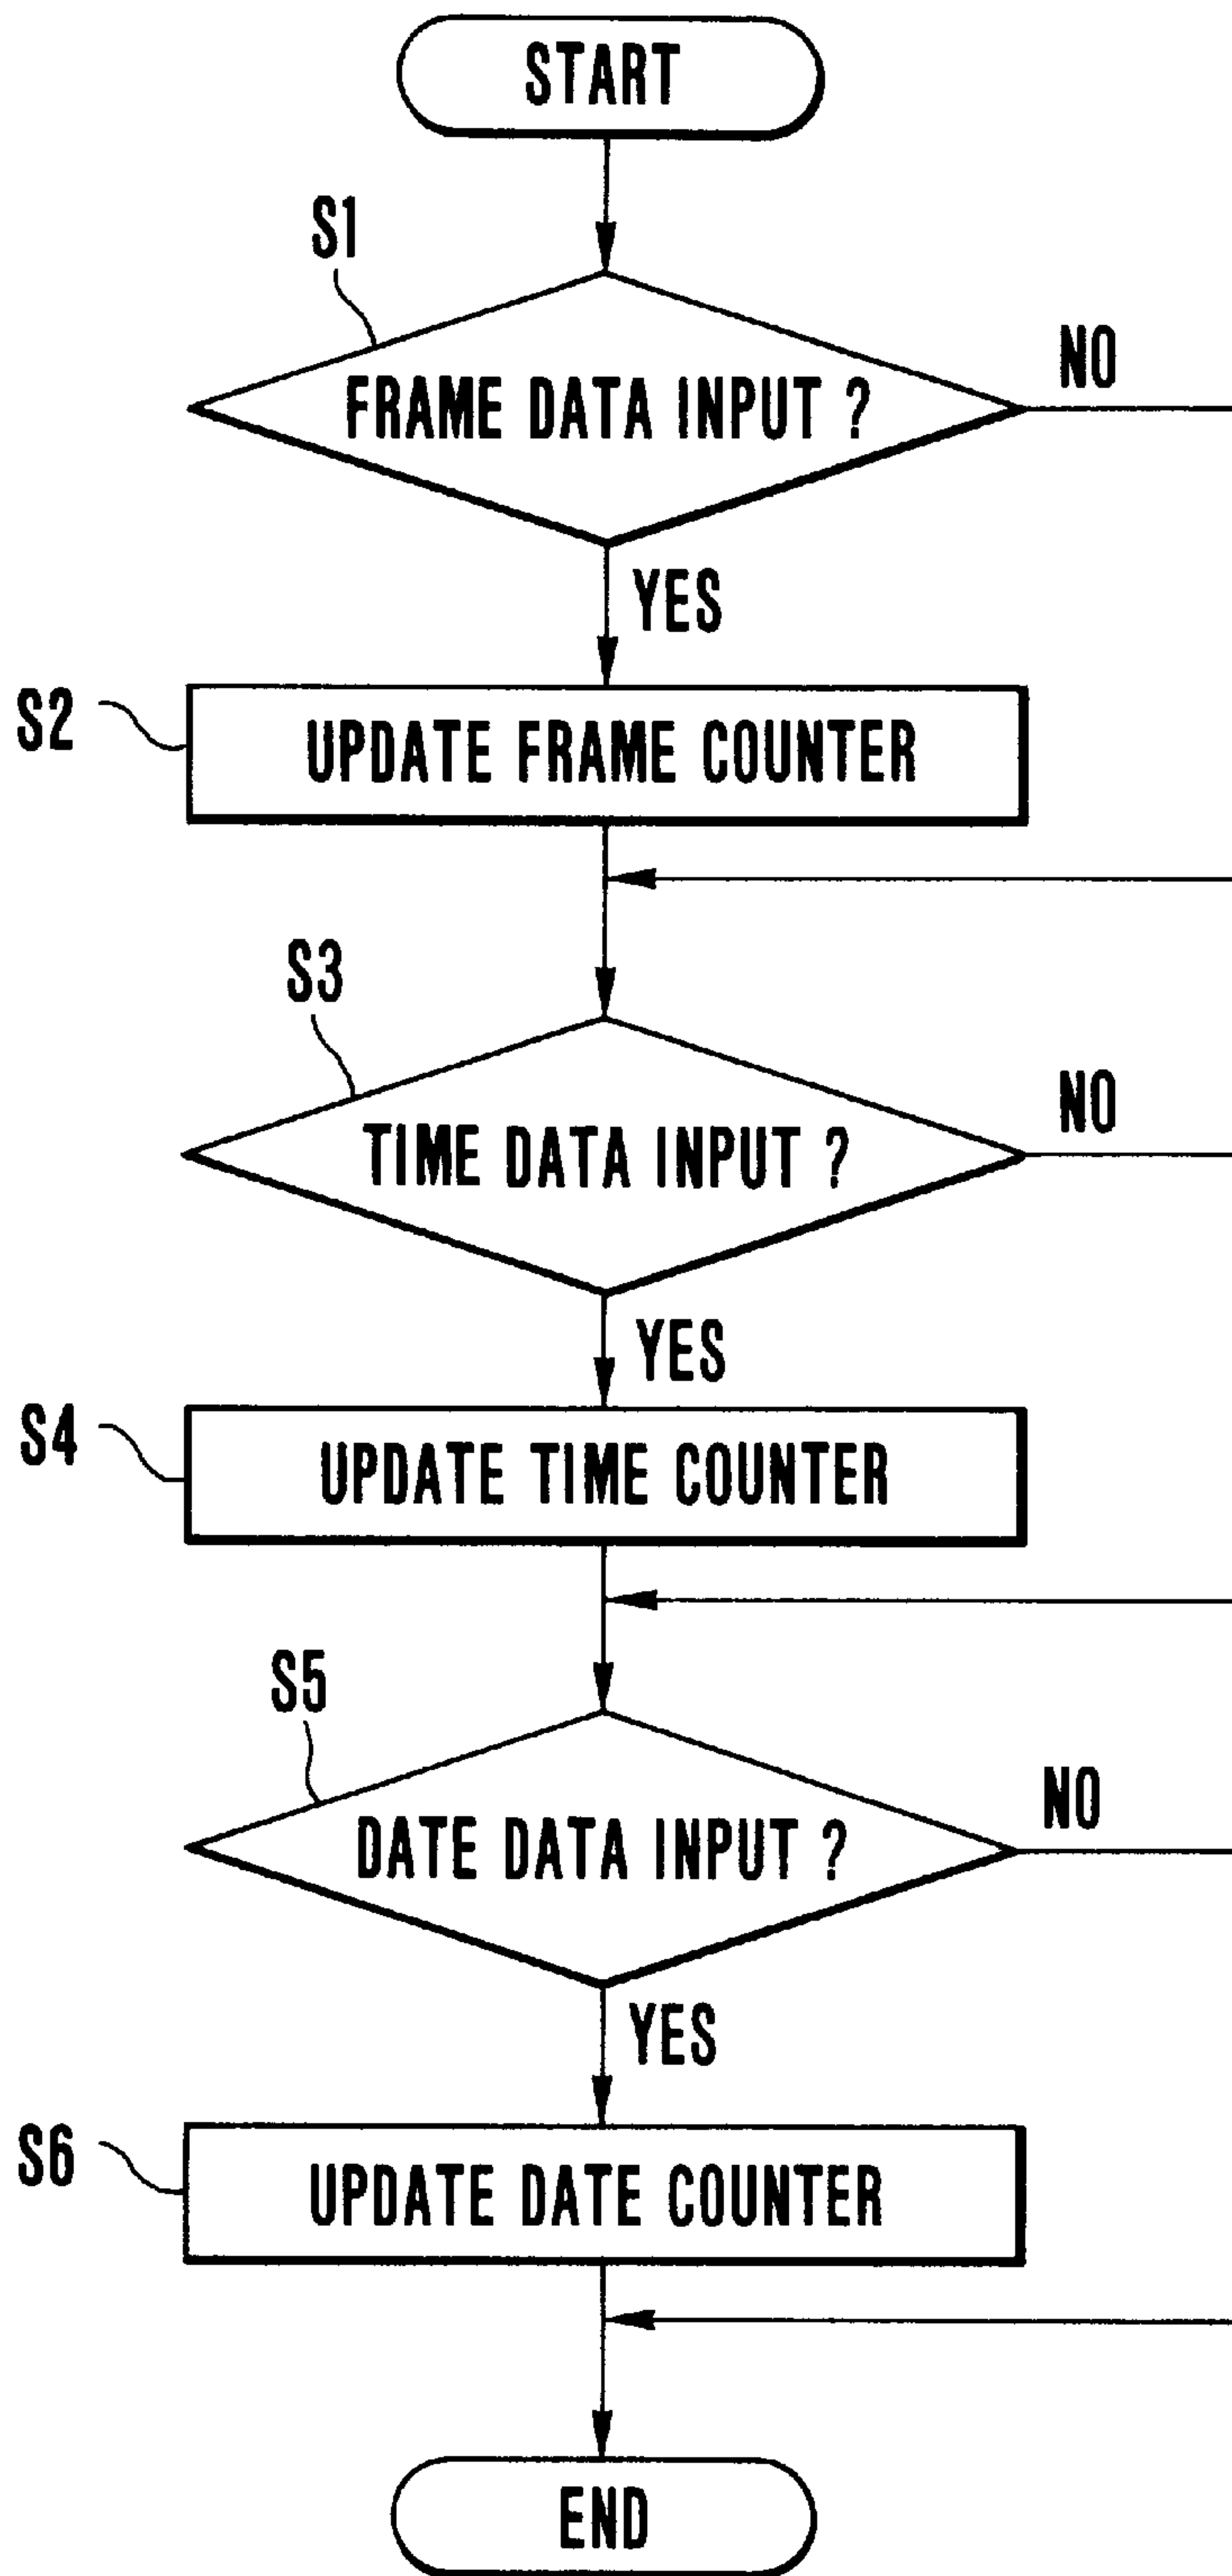 START
S1
FRAME DATA INPUT ?
NO
YES
S2
UPDATE FRAME COUNTER
S3
TIME DATA INPUT ?
NO
YES
S4
UPDATE TIME COUNTER
S5
DATE DATA INPUT ?
NO
YES
S6
UPDATE DATE COUNTER
END